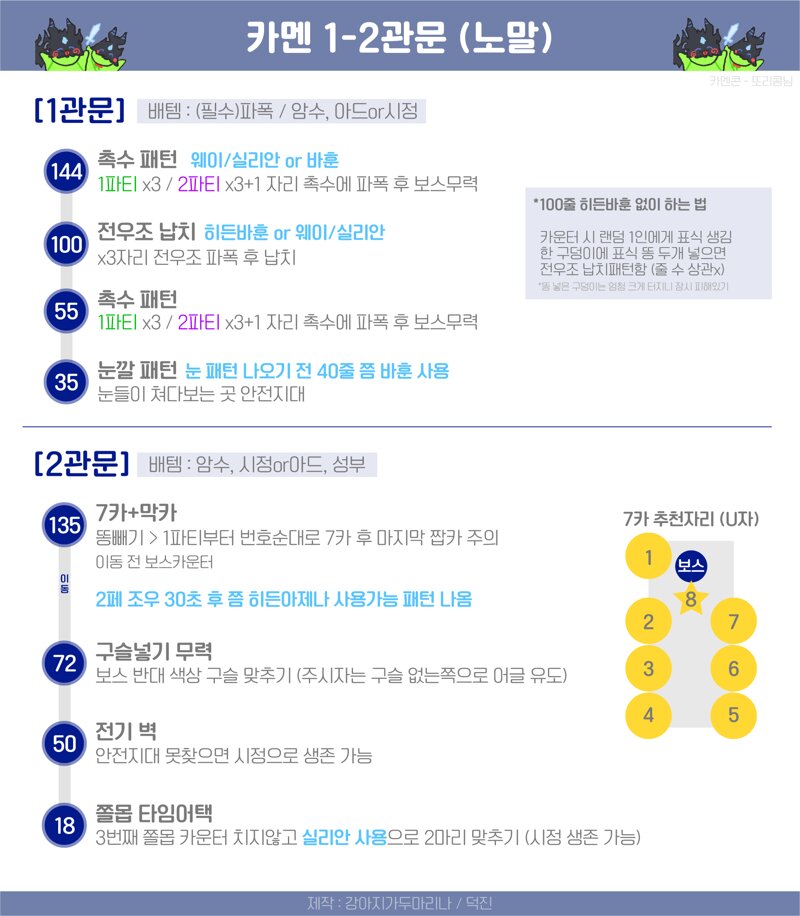 카멘 1-2관문 (노말)
카멘콘 - 또리쫑님
[1관문] 배템 : (필수)파폭 / 암수, 아드or시정
144
촉수 패턴 웨이/실리안 or 바훈
1파티 x3 / 2파티 x3+1 자리 촉수에 파폭 후 보스무력
100
전우조 납치 히든바훈 or 웨이/실리안
x3자리 전우조 파폭 후 납치
55
촉수 패턴
1파티 x3 / 2파티 x3+1 자리 촉수에 파폭 후 보스무력
35
눈깔 패턴 눈 패턴 나오기 전 40줄 쯤 바훈 사용
눈들이 쳐다보는 곳 안전지대
*100줄 히든바훈 없이 하는 법
카운터 시 랜덤 1인에게 표식 생김
한 구덩이에 표식 똥 두개 넣으면
전우조 납치패턴함 (줄 수 상관x)
*똥 넣은 구덩이는 엄청 크게 터지니 잠시 피해있기
[2관문] 배템 : 암수, 시정or아드, 성부
135
7카+막카
똥빼기 > 1파티부터 번호순대로 7카 후 마지막 짭카 주의
이동 전 보스카운터
이동
2페 조우 30초 후 쯤 히든아제나 사용가능 패턴 나옴
72
구슬넣기 무력
보스 반대 색상 구슬 맞추기 (주시자는 구슬 없는쪽으로 어글 유도)
50
전기 벽
안전지대 못찾으면 시정으로 생존 가능
18
쫄몹 타임어택
3번째 쫄몹 카운터 치지않고 실리안 사용으로 2마리 맞추기 (시정 생존 가능)
7카 추천자리 (U자)
1
보스
8
2 7
3 6
4 5
제작 : 강아지가두마리나 / 덕진